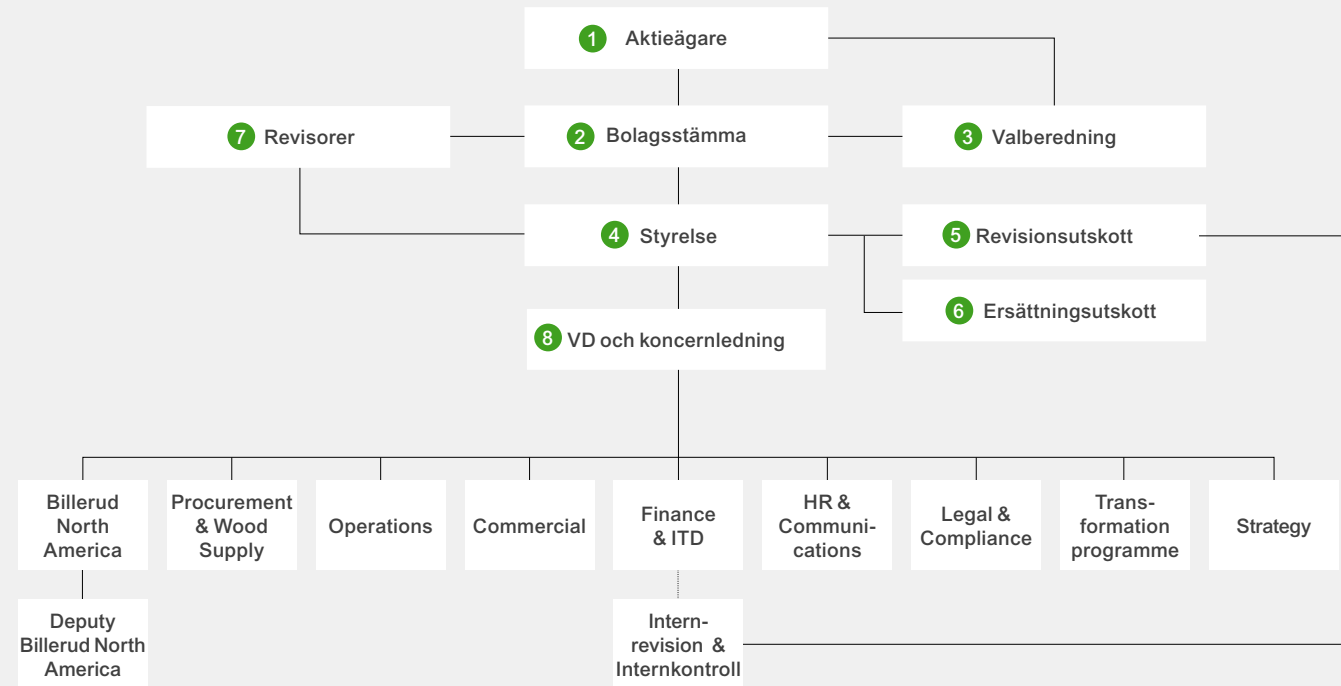 1 Aktieägare
7 Revisorer
2 Bolagsstämma
3 Valberedning
4 Styrelse
5 Revisionsutskott
6 Ersättningsutskott
8 VD och koncernledning
Billerud
North
America
Procurement
& Wood
Supply
Operations
Commercial
Finance
& ITD
HR &
Communi-
cations
Legal &
Compliance
Trans-
formation
programme
Strategy
Deputy
Billerud North
America
Intern-
revision &
Internkontroll